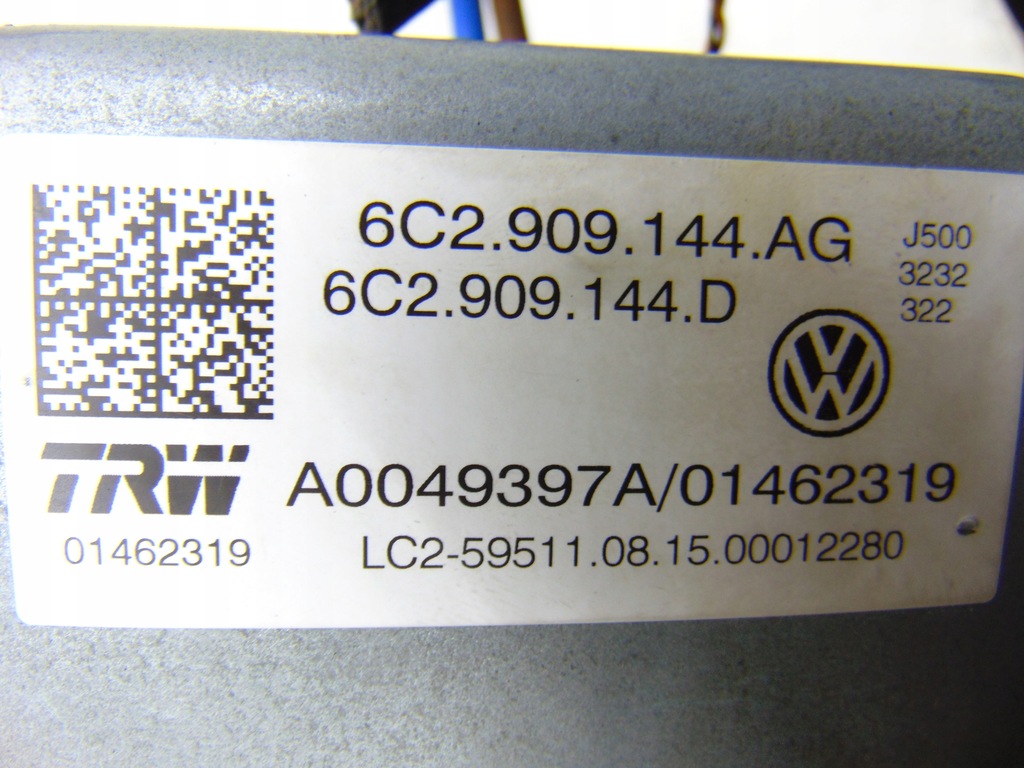 6C2.909.144.AG
6C2.909.144.D
J500
3232
322
TRW
01462319
A0049397A/01462319
LC2-59511.08.15.00012280